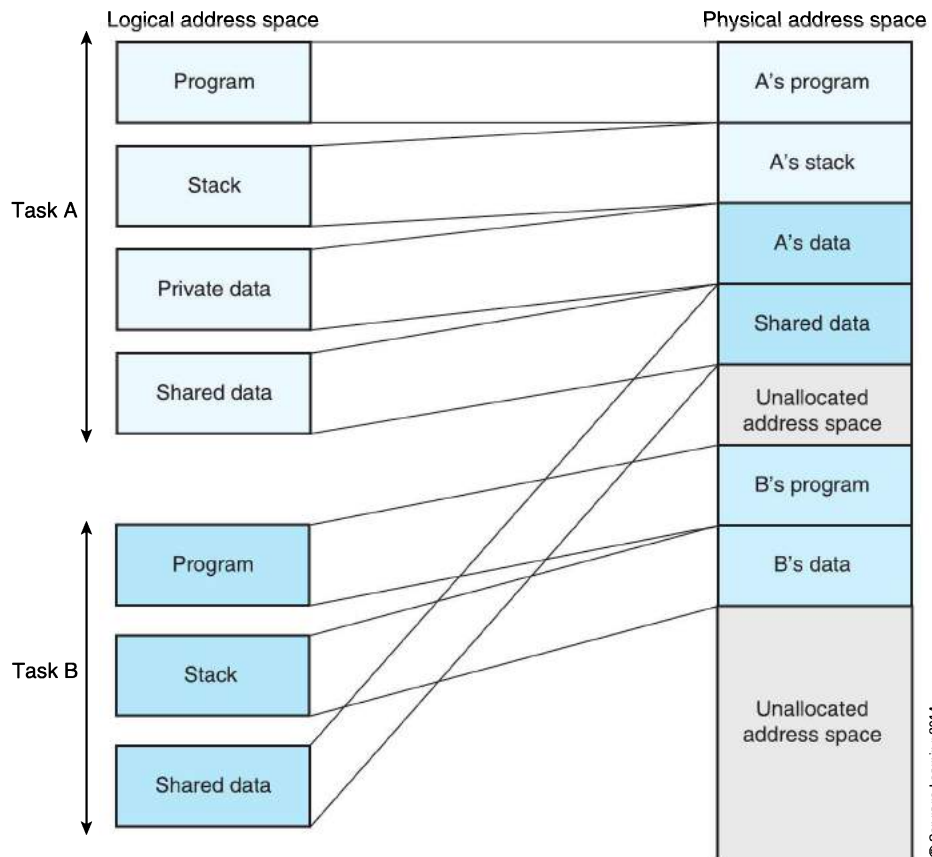 Logical address space
Physical address space
Task A
Program
Stack
Private data
Shared data
Task B
Program
Stack
Shared data
A's program
A's stack
A's data
Shared data
Unallocated
address space
B's program
B's data
Unallocated
address space
©